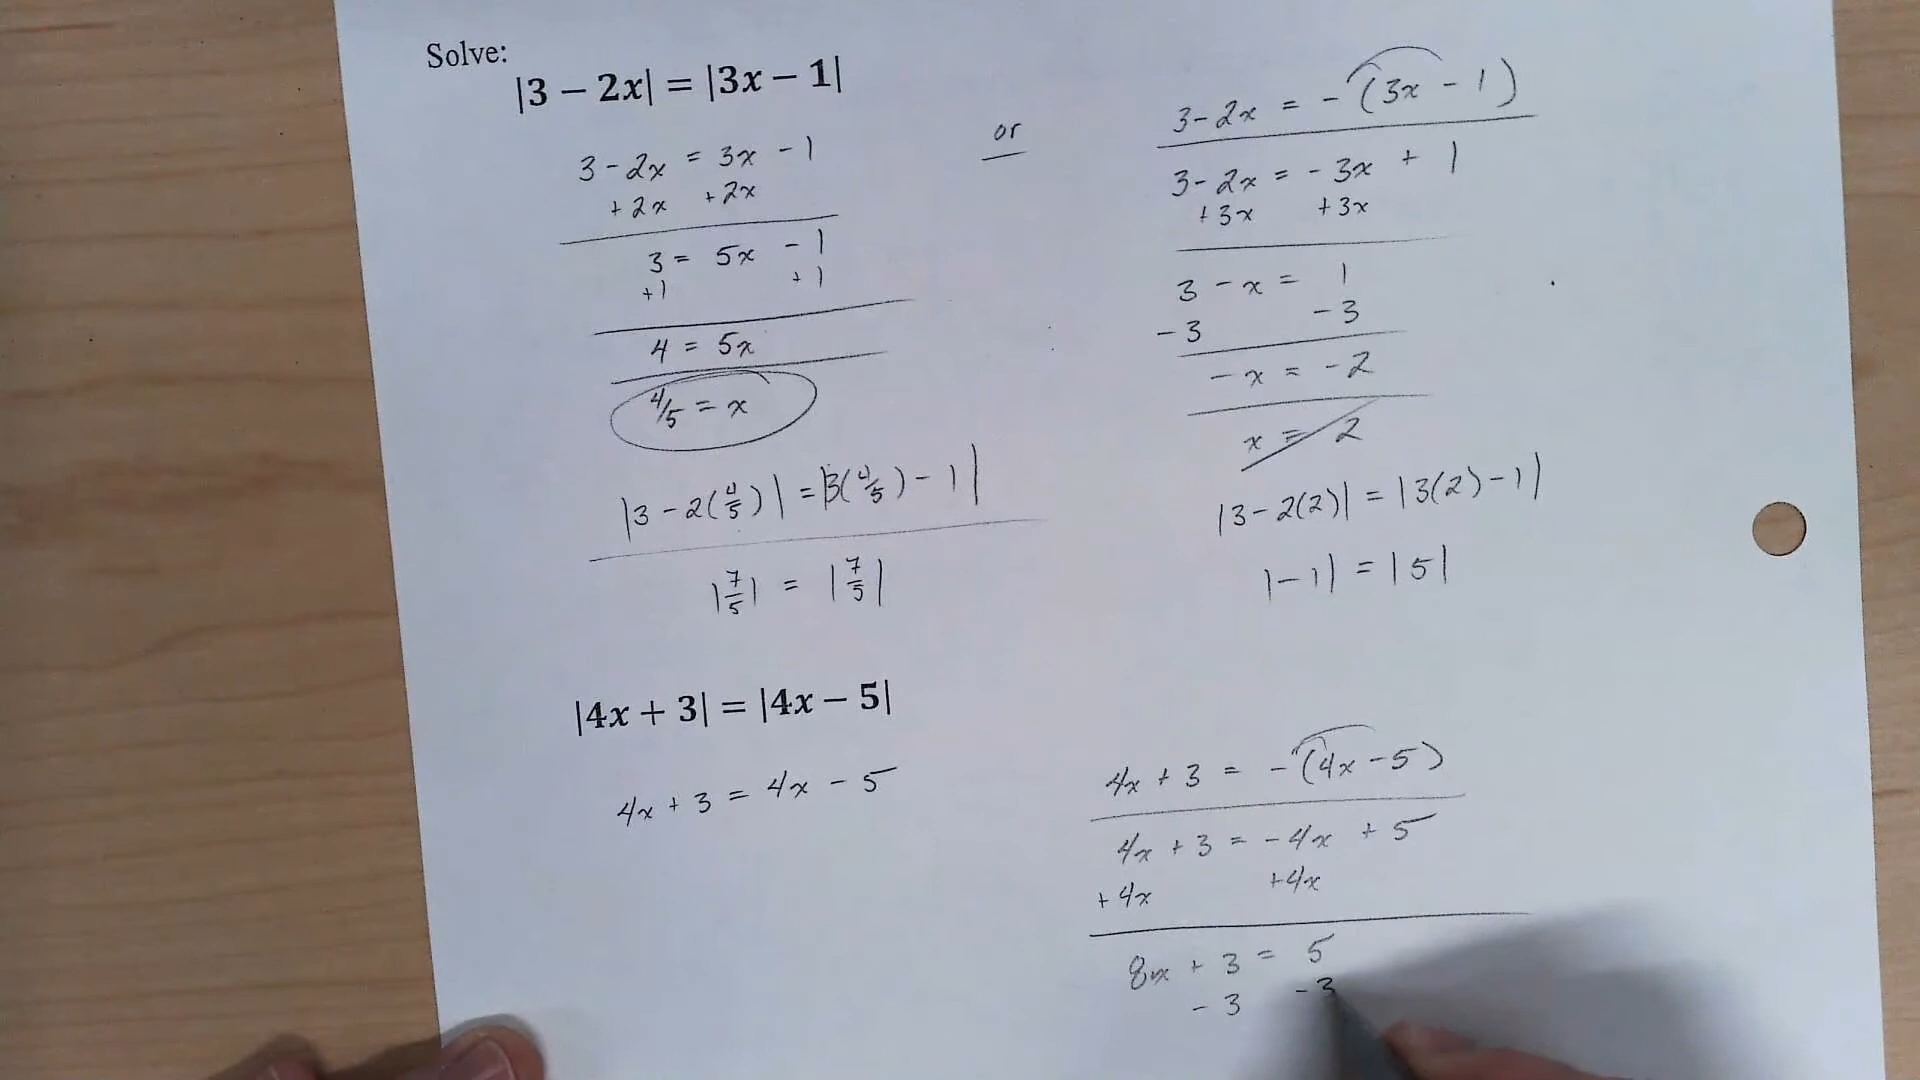 Solve:
|3 − 2x| = |3x − 1|
3 - 2x = 3x - 1
+ 2x + 2x
3 = 5x - 1
+1 + 1
4 = 5x
4/5 = x
|3 - 2(4/5)| = |3(4/5) - 1|
|7/5| = |7/5|
or
3 - 2x = -(3x - 1)
3 - 2x = - 3x + 1
+ 3x + 3x
3 - x = 1
- 3 - 3
- x = - 2
x = 2
|3 - 2(2)| = |3(2) - 1|
|-1| = |5|
|4x + 3| = |4x − 5|
4x + 3 = 4x - 5
4x + 3 = -(4x - 5)
4x + 3 = - 4x + 5
+ 4x + 4x
8x + 3 = 5
- 3 - 3